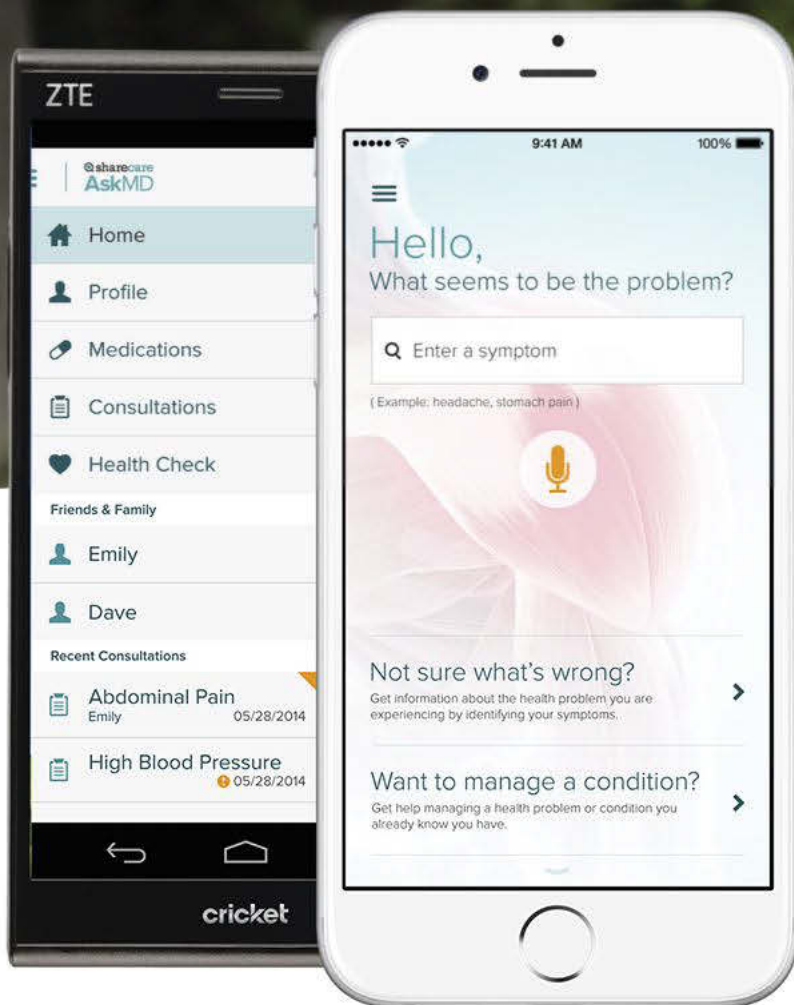 ZTE
sharecare
AskMD
Home
Profile
Medications
Consultations
Health Check
Friends & Family
Emily
Dave
Recent Consultations
Abdominal Pain
Emily 05/28/2014
High Blood Pressure
05/28/2014
cricket
9:41 AM 100%
Hello,
What seems to be the problem?
Enter a symptom
( Example: headache, stomach pain )
Not sure what's wrong?
Get information about the health problem you are
experiencing by identifying your symptoms.
Want to manage a condition?
Get help managing a health problem or condition you
already know you have.